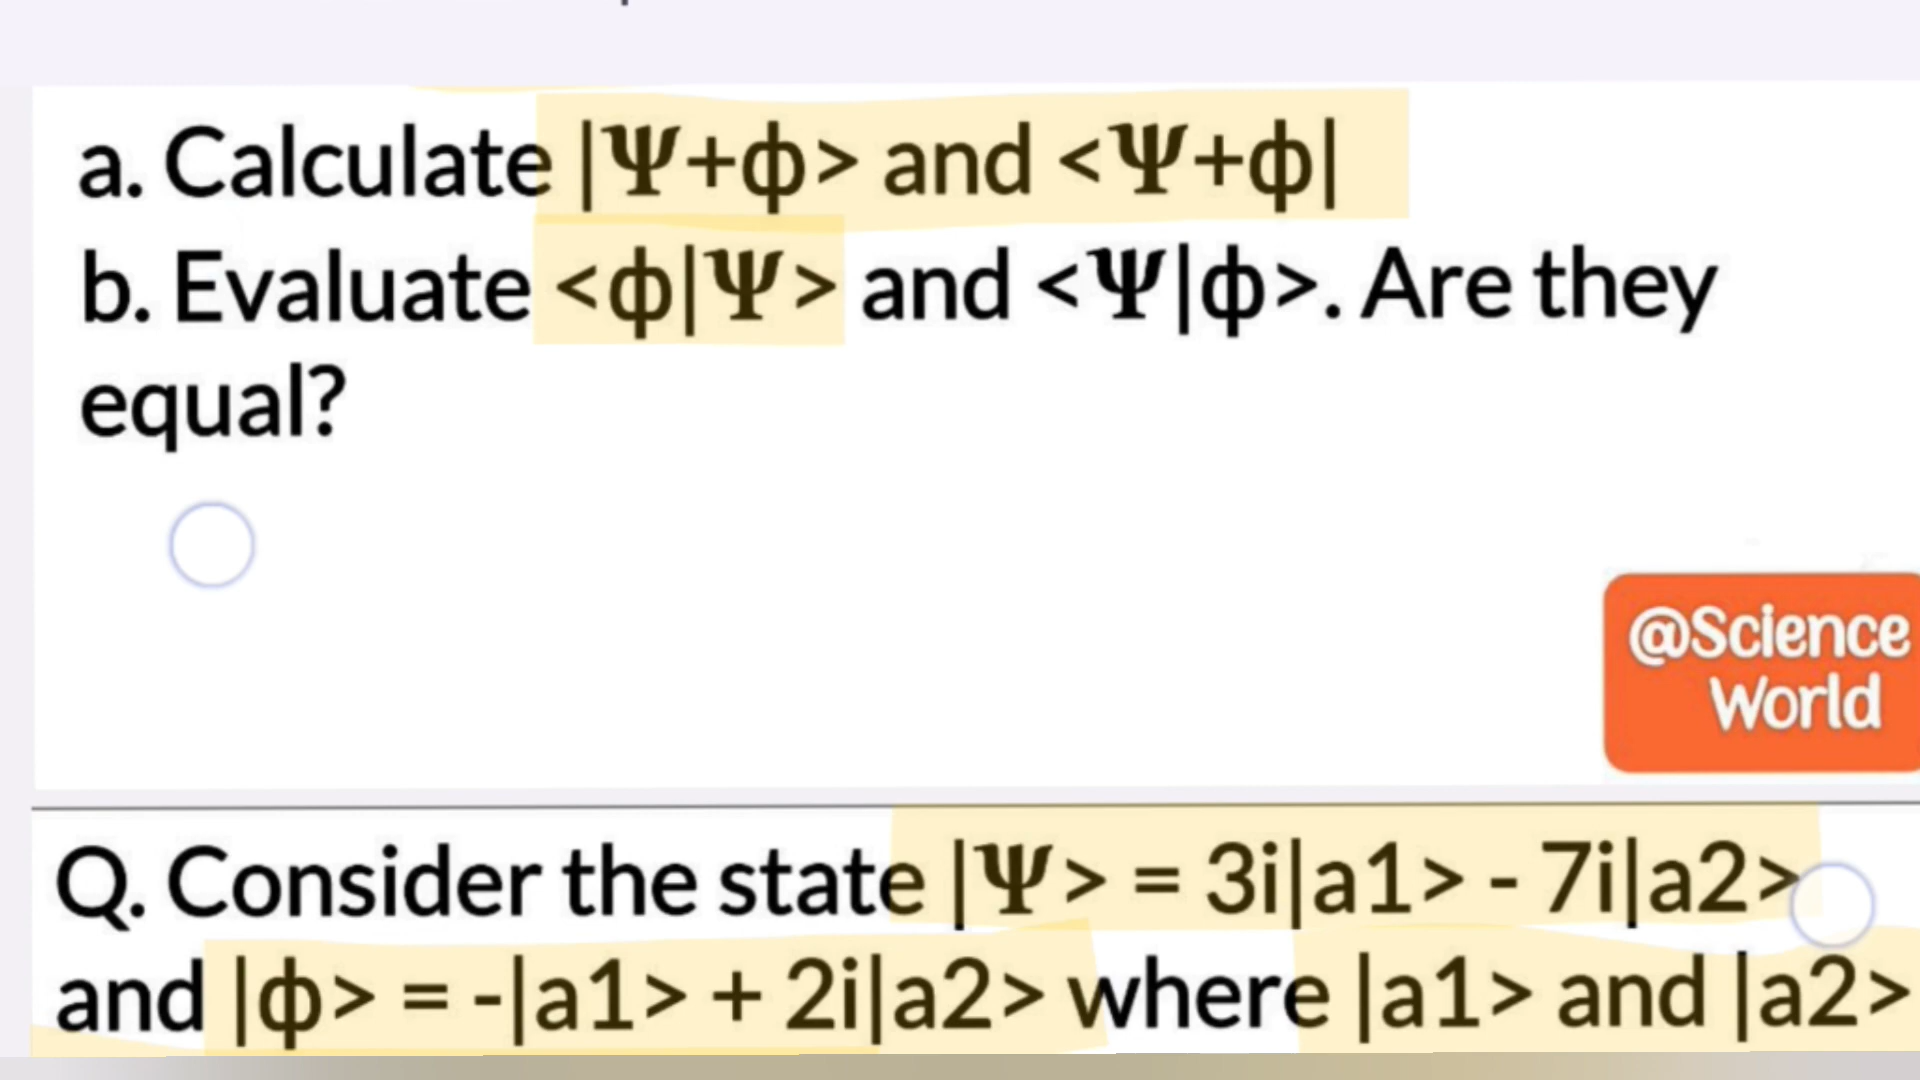 a. Calculate |Ψ+ф> and <Ψ+ф|
b. Evaluate <ф|Ψ> and <Ψ|ф>. Are they
equal?
@Science
World
Q. Consider the state |Ψ> = 3i|a1> - 7i|a2>
and |ф> = -|a1> + 2i|a2> where |a1> and |a2>